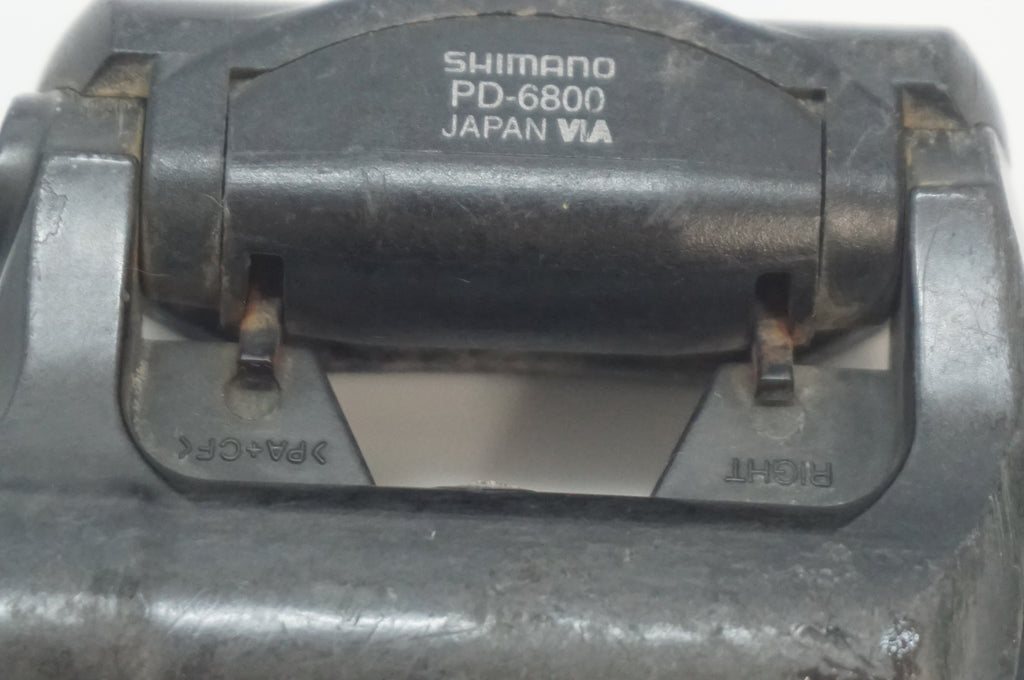 SHIMANO
PD-6800
JAPAN VIA
>PA+CF<
RIGHT